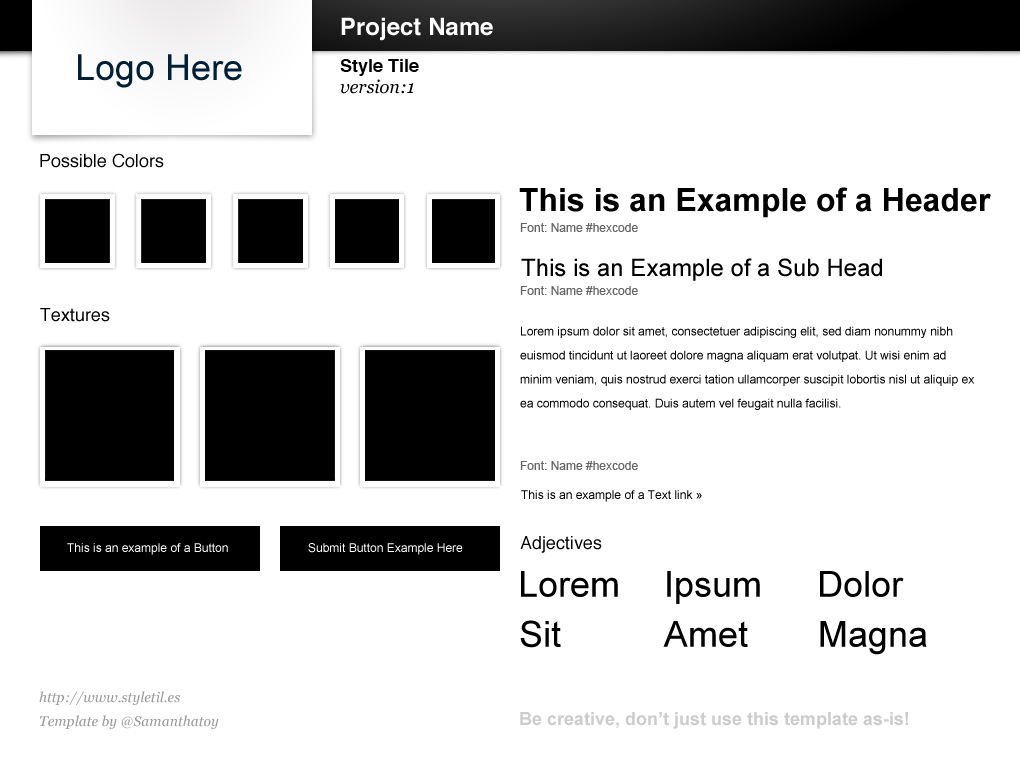 Project Name
Logo Here
Style Tile
version:1
Possible Colors
This is an Example of a Header
Font: Name #hexcode
This is an Example of a Sub Head
Font: Name #hexcode
Textures
Lorem ipsum dolor sit amet, consectetuer adipiscing elit, sed diam nonummy nibh
euismod tincidunt ut laoreet dolore magna aliquam erat volutpat. Ut wisi enim ad
minim veniam, quis nostrud exerci tation ullamcorper suscipit lobortis nisl ut aliquip ex
ea commodo consequat. Duis autem vel feugait nulla facilisi.
Font: Name #hexcode
This is an example of a Text link »
This is an example of a Button
Submit Button Example Here
Adjectives
Lorem Ipsum Dolor
Sit Amet Magna
http://www.styletil.es
Template by @Samanthatoy
Be creative, don’t just use this template as-is!